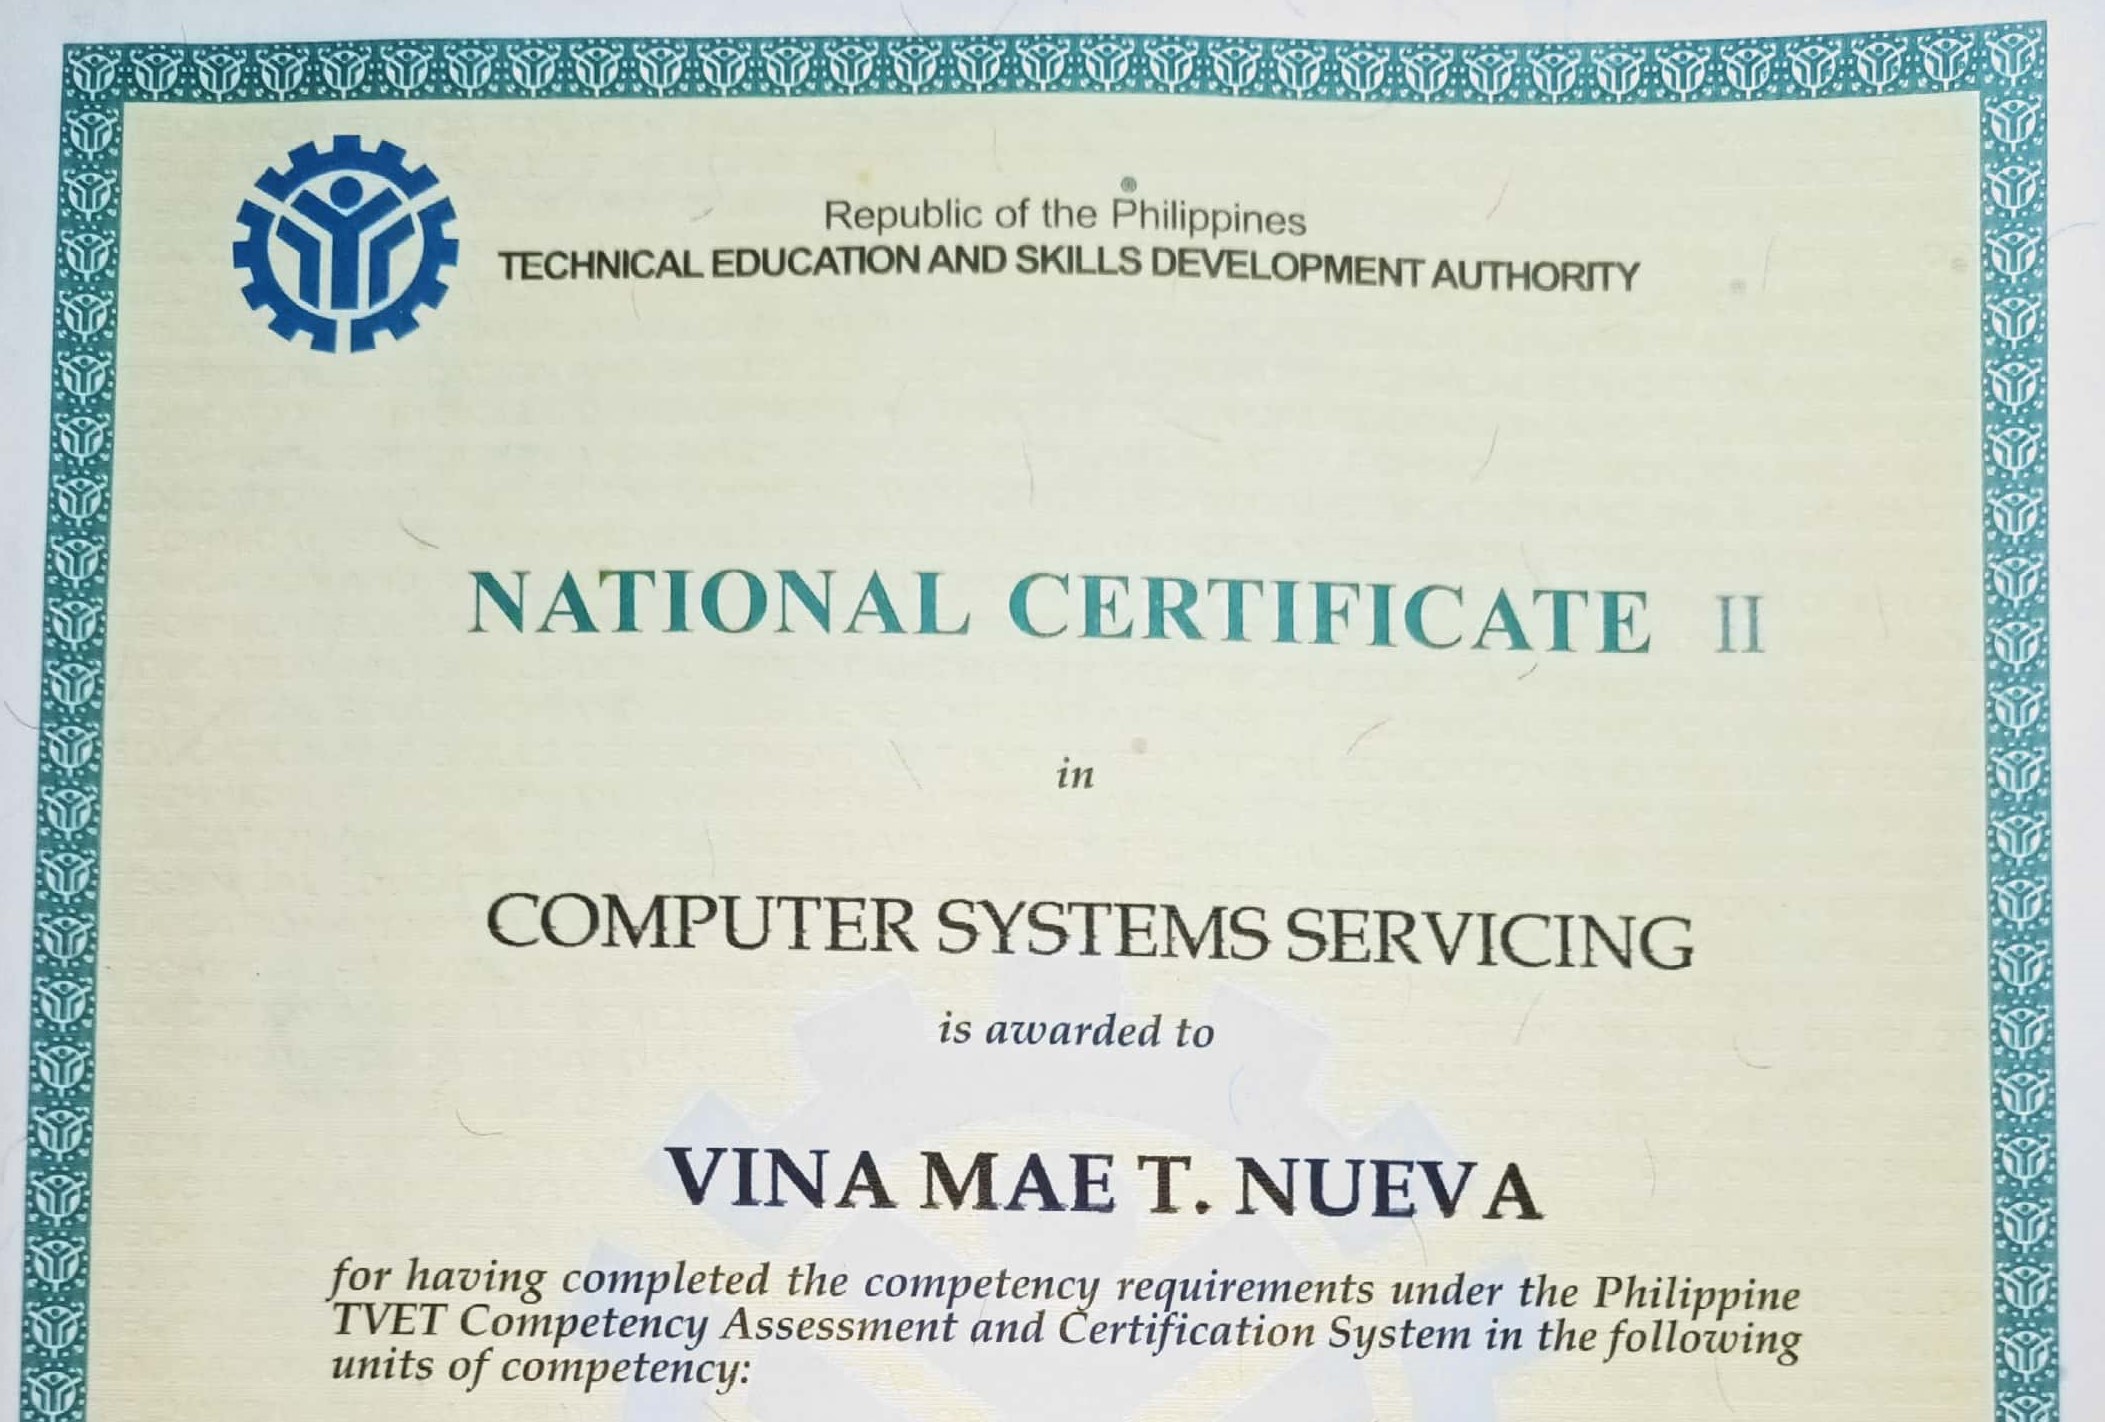 Republic of the Philippines
TECHNICAL EDUCATION AND SKILLS DEVELOPMENT AUTHORITY
NATIONAL CERTIFICATE II
in
COMPUTER SYSTEMS SERVICING
is awarded to
VINA MAE T. NUEVA
for having completed the competency requirements under the Philippine
TVET Competency Assessment and Certification System in the following
units of competency: